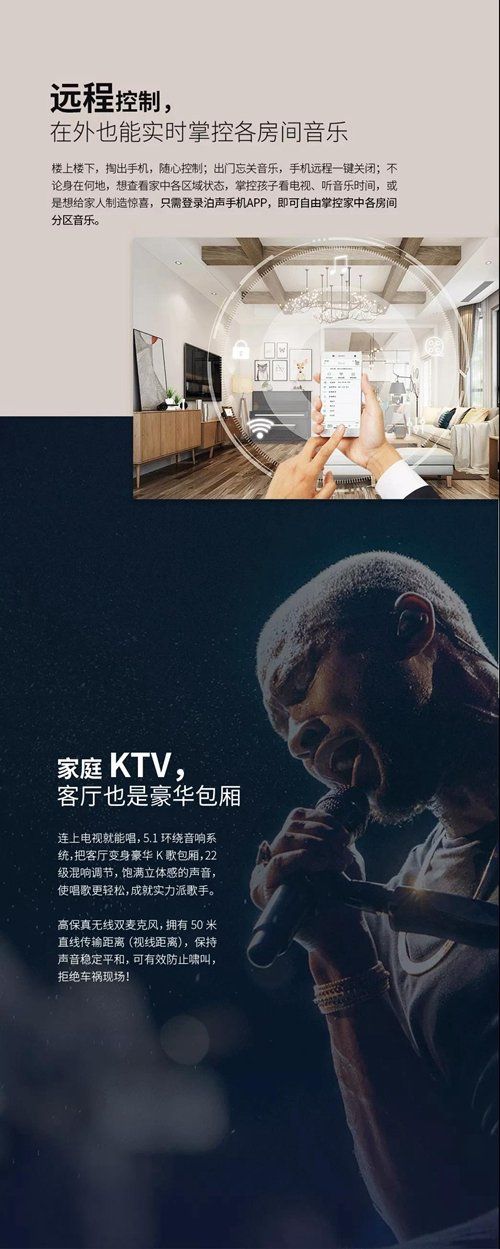 远程控制，
在外也能实时掌控各房间音乐
楼上楼下，掏出手机，随心控制；出门忘关音乐，手机远程一键关闭；不
论身在何地，想查看家中各区域状态，掌控孩子看电视、听音乐时间，或
是想给家人制造惊喜，只需登录泊声手机APP，即可自由掌控家中各房间
分区音乐。
家庭 KTV，
客厅也是豪华包厢
连上电视就能唱，5.1 环绕音响系
统，把客厅变身豪华 K 歌包厢，22
级混响调节，饱满立体感的声音，
使唱歌更轻松，成就实力派歌手。
高保真无线双麦克风，拥有 50 米
直线传输距离（视线距离），保持
声音稳定平和，可有效防止啸叫，
拒绝车祸现场！